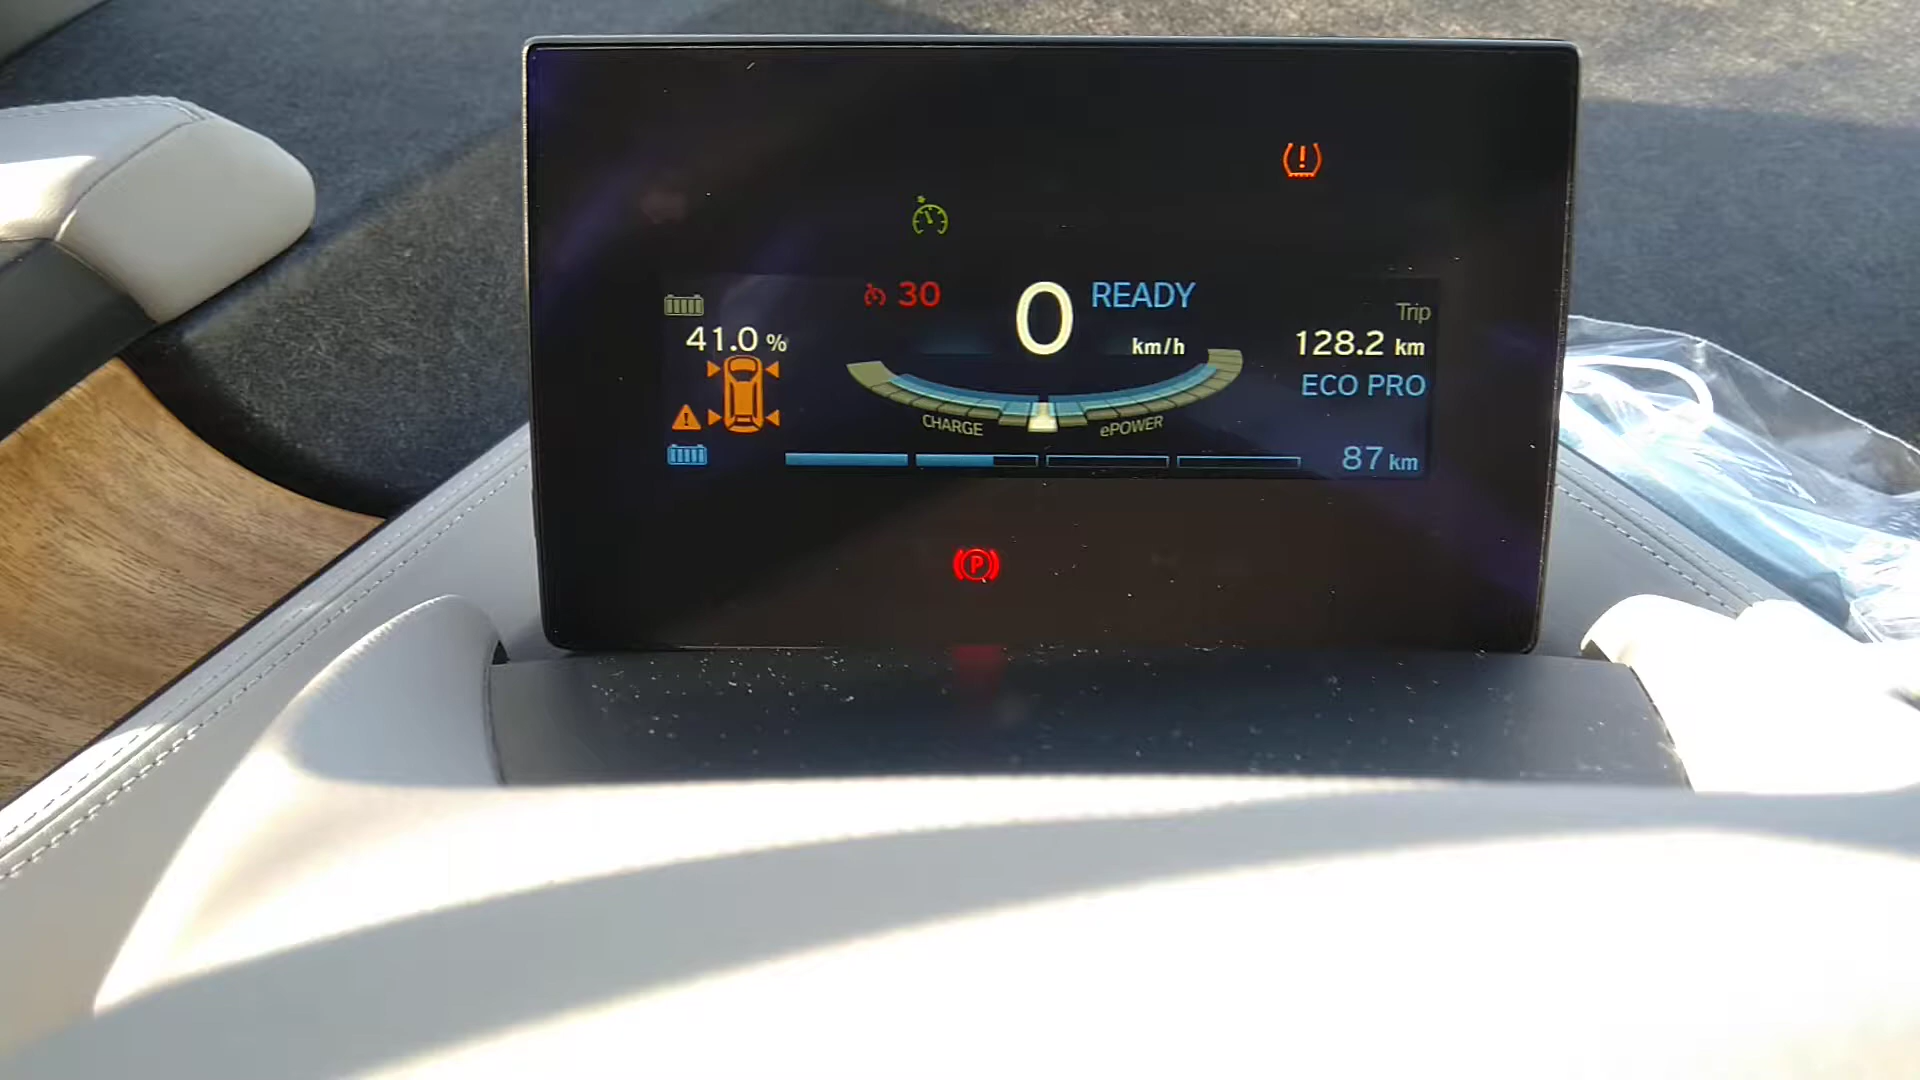 30
0
READY
km/h
41.0 %
Trip
128.2 km
ECO PRO
CHARGE
ePOWER
87 km
P